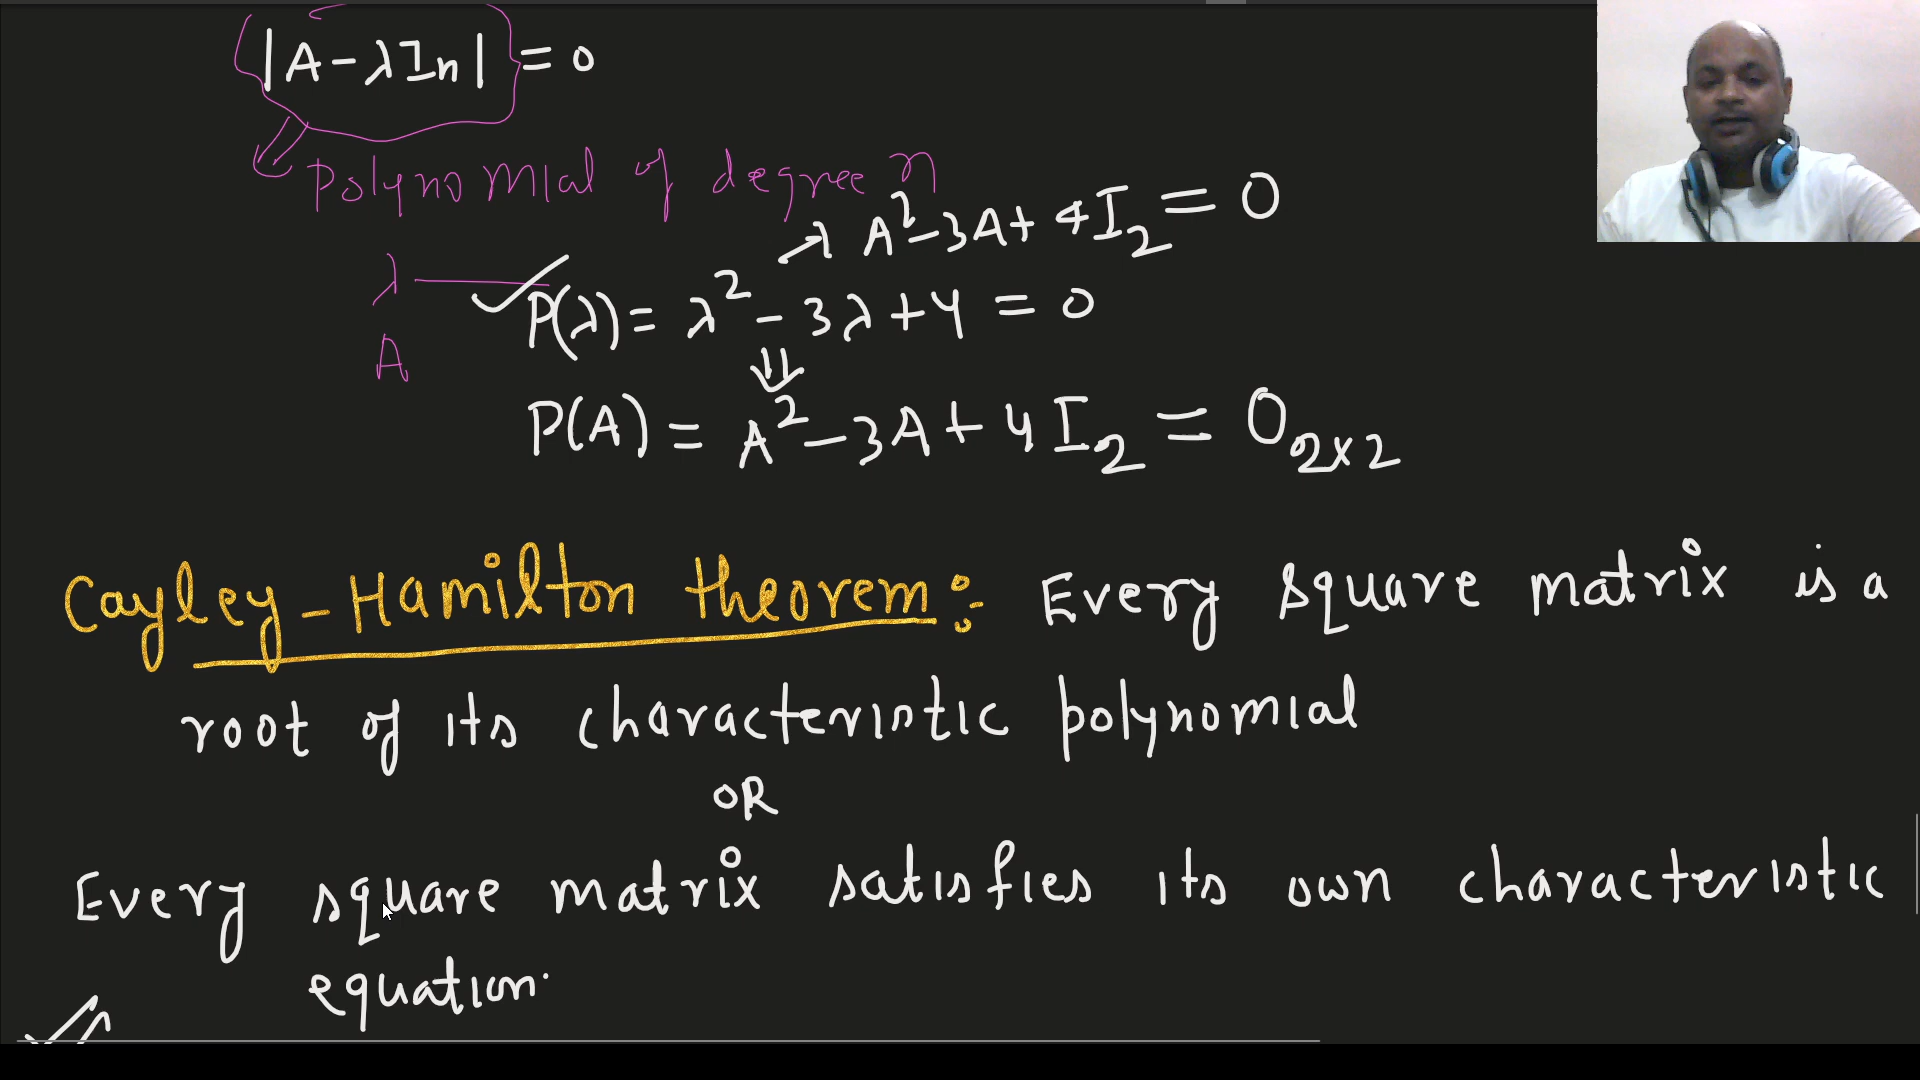 |A-λIn| = 0
Polynomial of degree n
→ A²-3A+4I₂ = 0
λ
P(λ) = λ²-3λ+4 = 0
A
⇓
P(A) = A²-3A+4I₂ = O₂ₓ₂
Cayley-Hamilton theorem:- Every square matrix is a
root of its characteristic polynomial
OR
Every square matrix satisfies its own characteristic
equation.